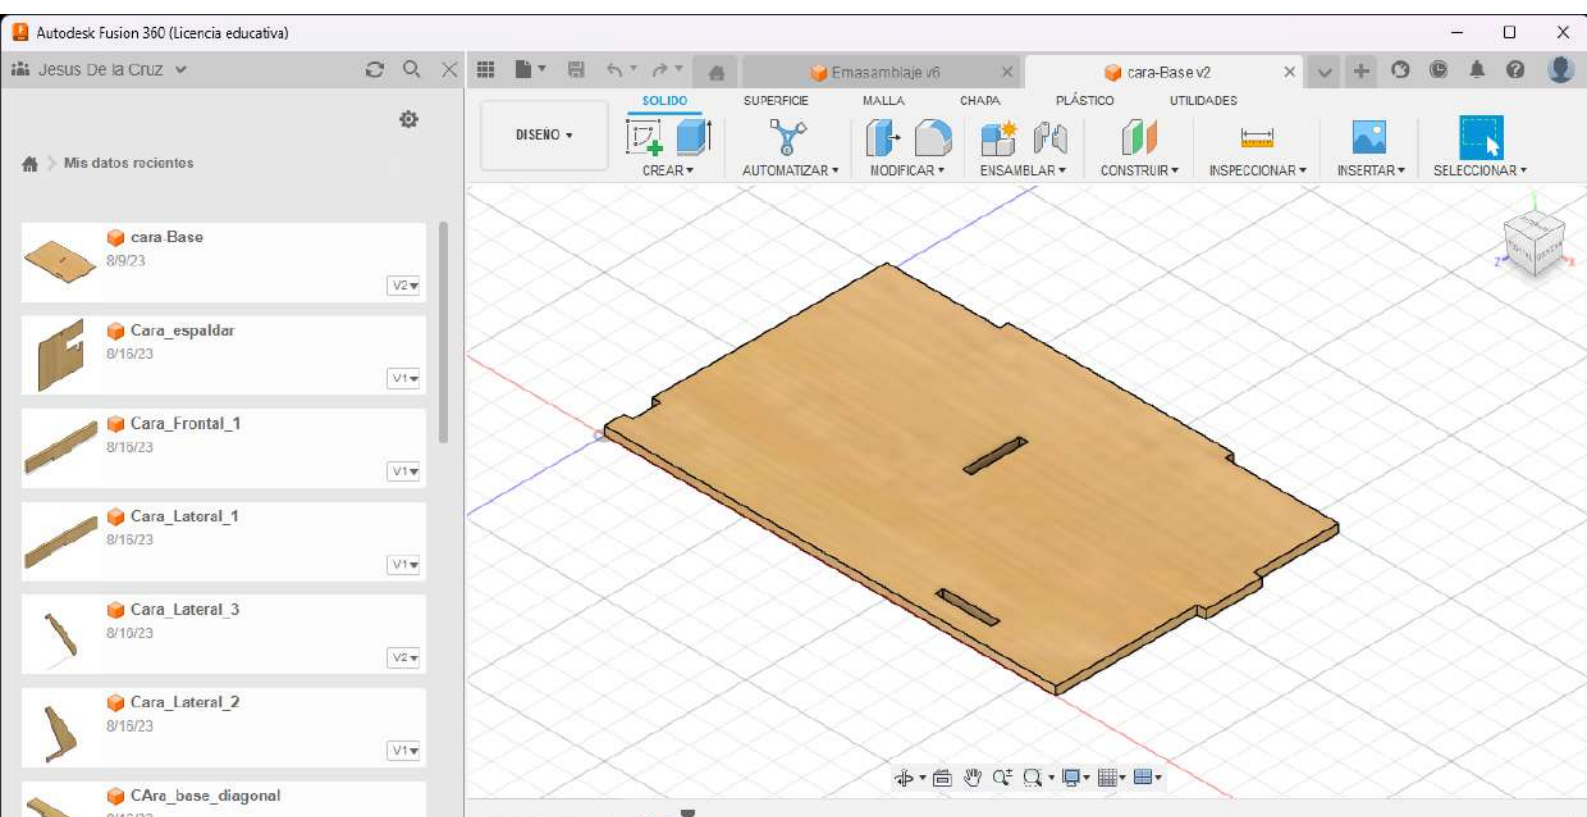 Autodesk Fusion 360 (Licencia educativa)
Jesus De la Cruz
Emasamblaje v6
cara-Base v2
SOLIDO SUPERFICIE MALLA CHAPA PLÁSTICO UTILIDADES
DISEÑO
CREAR AUTOMATIZAR MODIFICAR ENSAMBLAR CONSTRUIR INSPECCIONAR INSERTAR SELECCIONAR
Mis datos recientes
cara-Base
8/9/23
V2
Cara_espaldar
8/16/23
V1
Cara_Frontal_1
8/16/23
V1
Cara_Lateral_1
8/16/23
V1
Cara_Lateral_3
8/16/23
V2
Cara_Lateral_2
8/16/23
V1
CAra_base_diagonal
8/16/23
Z
X